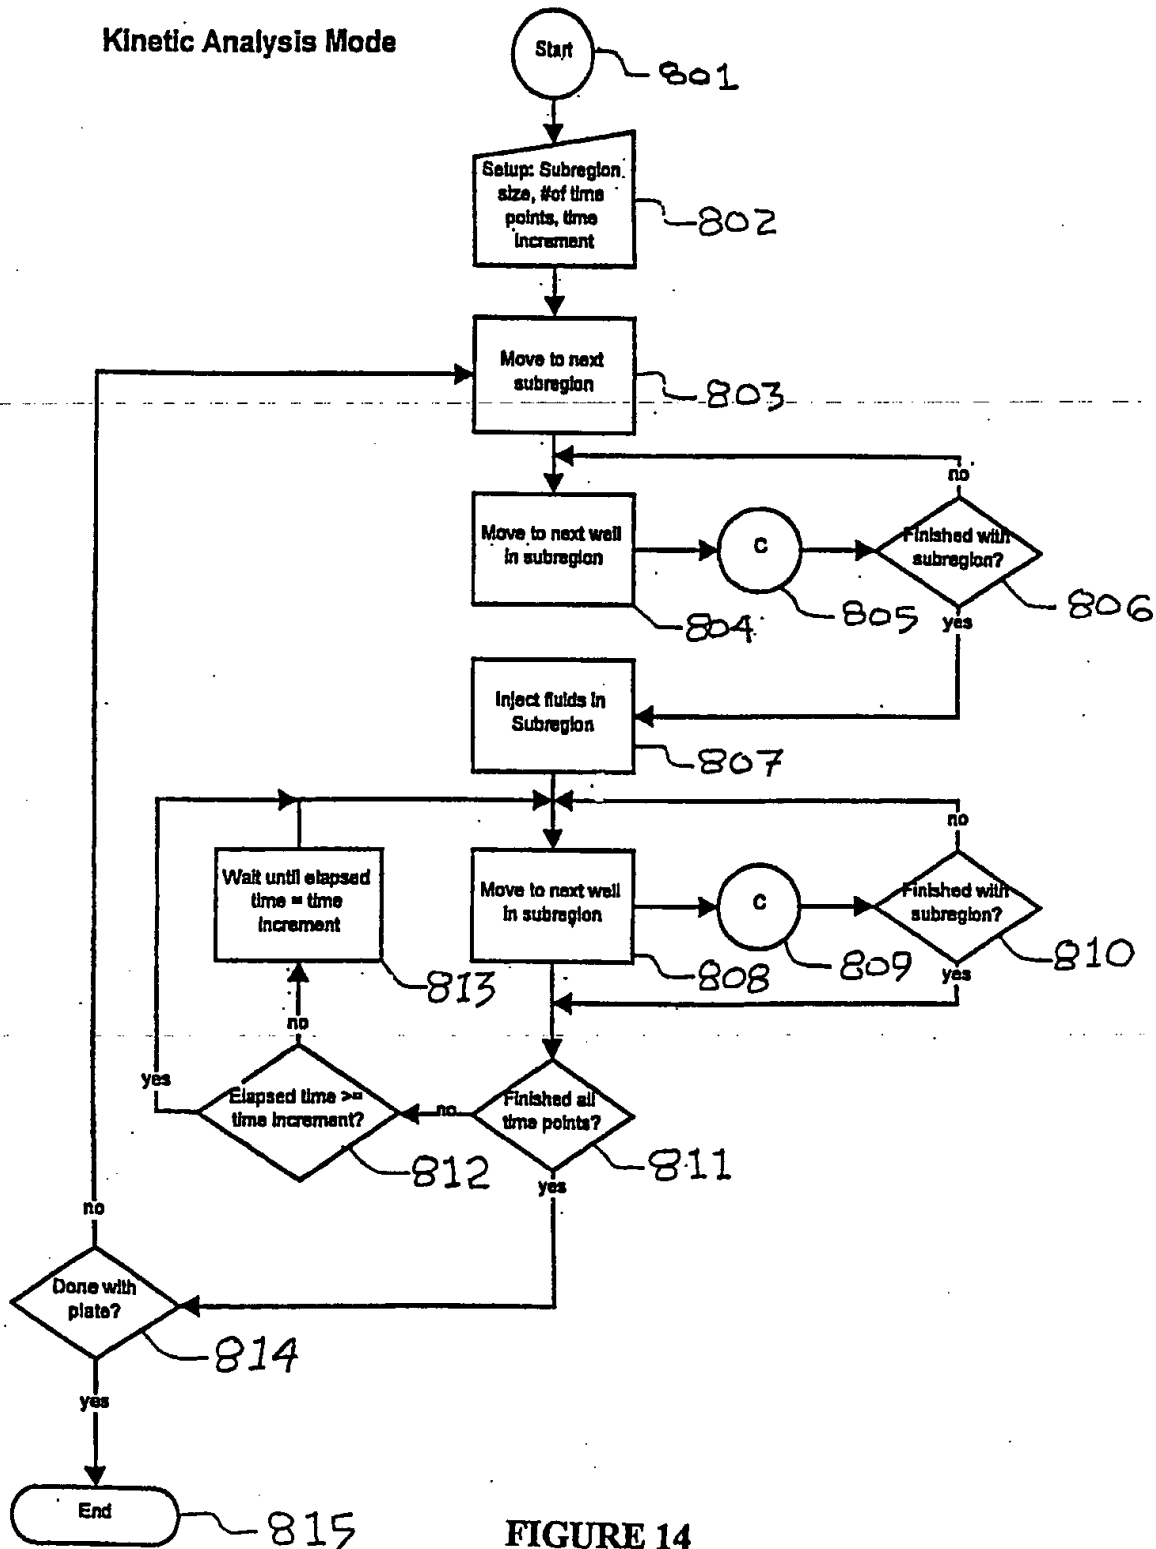 Kinetic Analysis Mode
Start
801
Setup: Subregion
size, #of time
points, time
increment
802
Move to next
subregion
803
no
Move to next well
in subregion
804
C
805
Finished with
subregion?
806
yes
Inject fluids in
Subregion
807
no
Wait until elapsed
time = time
increment
813
Move to next well
in subregion
808
C
809
Finished with
subregion?
810
yes
no
yes
Elapsed time >=
time increment?
812
no
Finished all
time points?
811
yes
no
Done with
plate?
814
yes
End
815
FIGURE 14